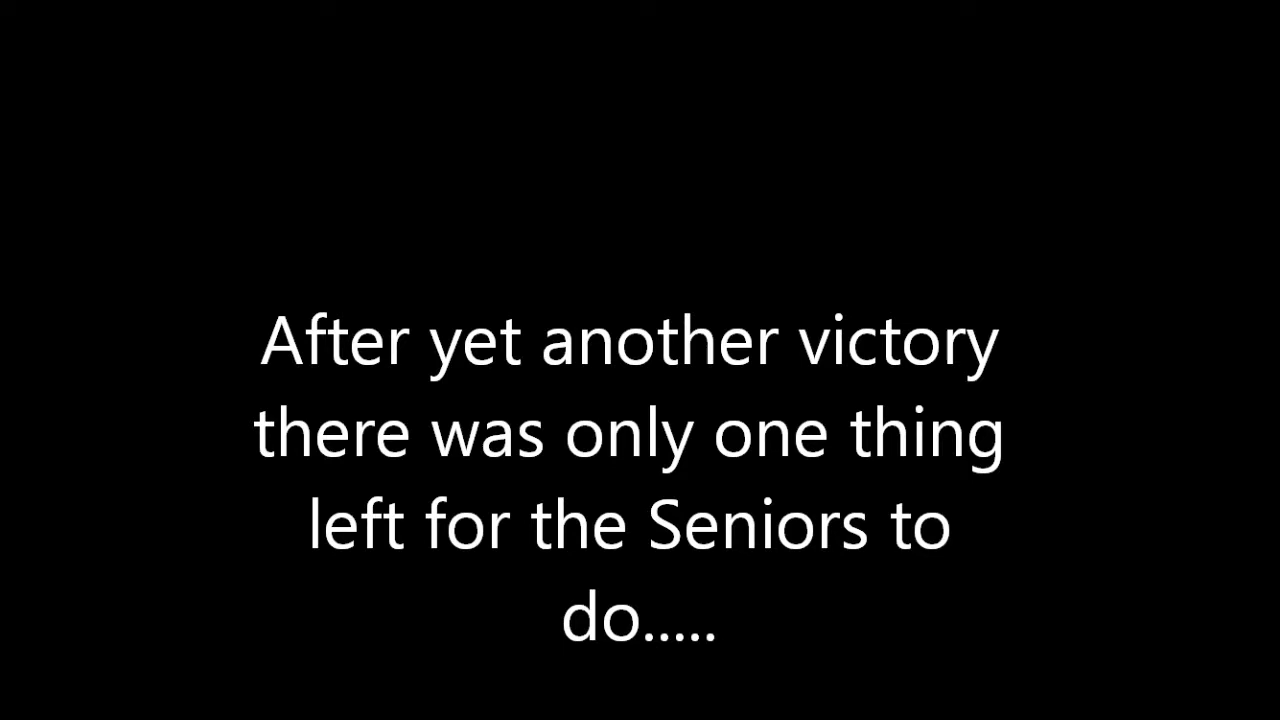 After yet another victory
there was only one thing
left for the Seniors to
do.....